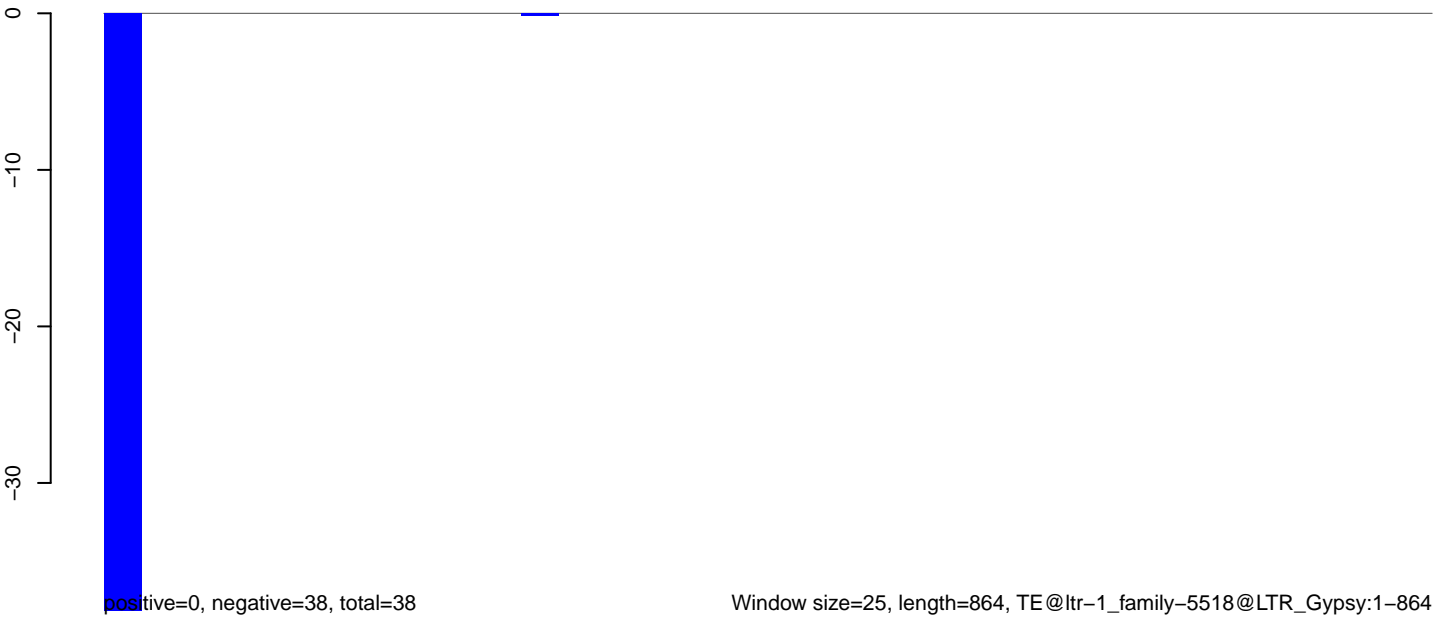 0
−10
−20
−30
positive=0, negative=38, total=38
Window size=25, length=864, TE@ltr−1_family−5518@LTR_Gypsy:1−864